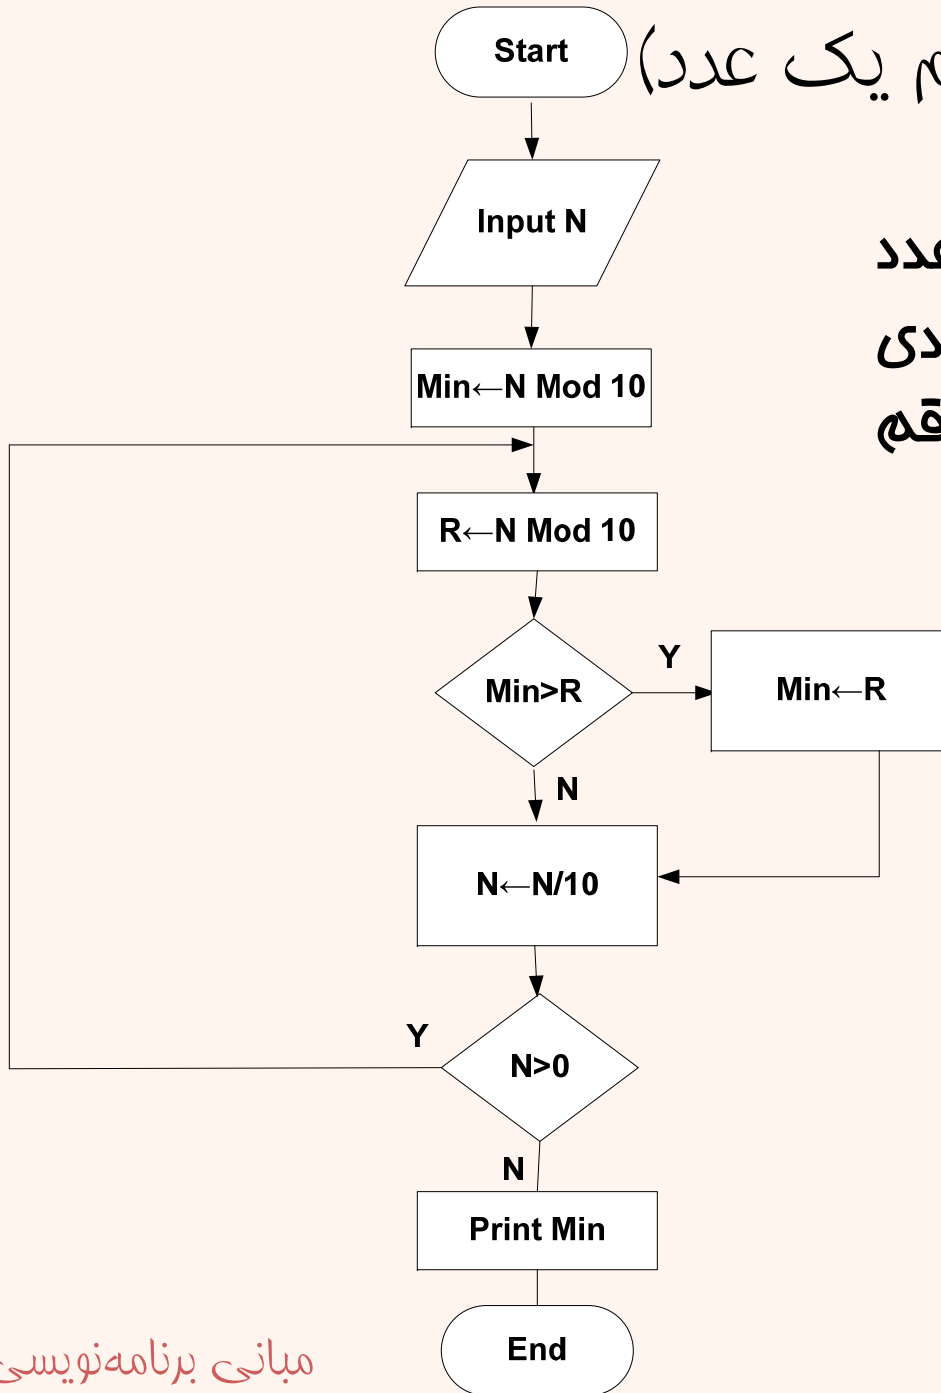 Start
یک عدد)
Input N
Min←N Mod 10
R←N Mod 10
Min>R
Y
Min←R
N
N←N/10
Y
N>0
N
Print Min
End
مبانی برنامه‌نویسی